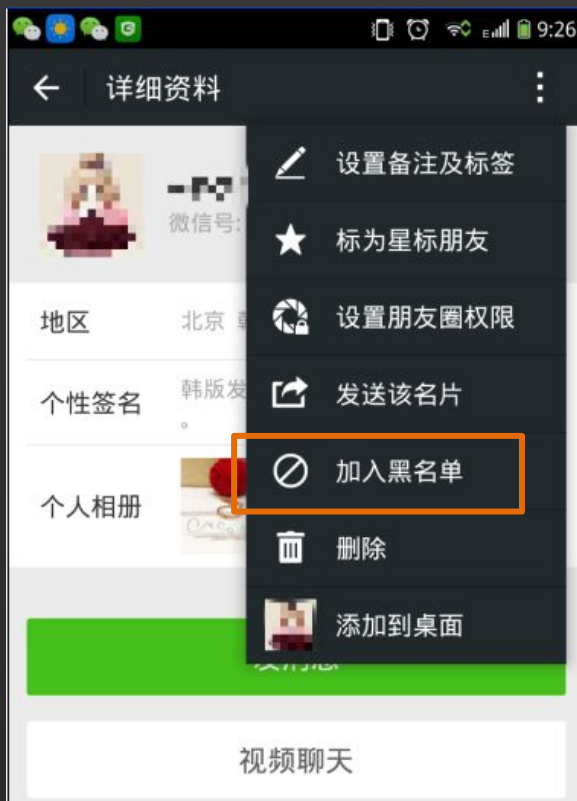 9:26
详细资料
设置备注及标签
微信号:
标为星标朋友
地区
北京
设置朋友圈权限
个性签名
韩版发
。
发送该名片
加入黑名单
个人相册
删除
添加到桌面
视频聊天